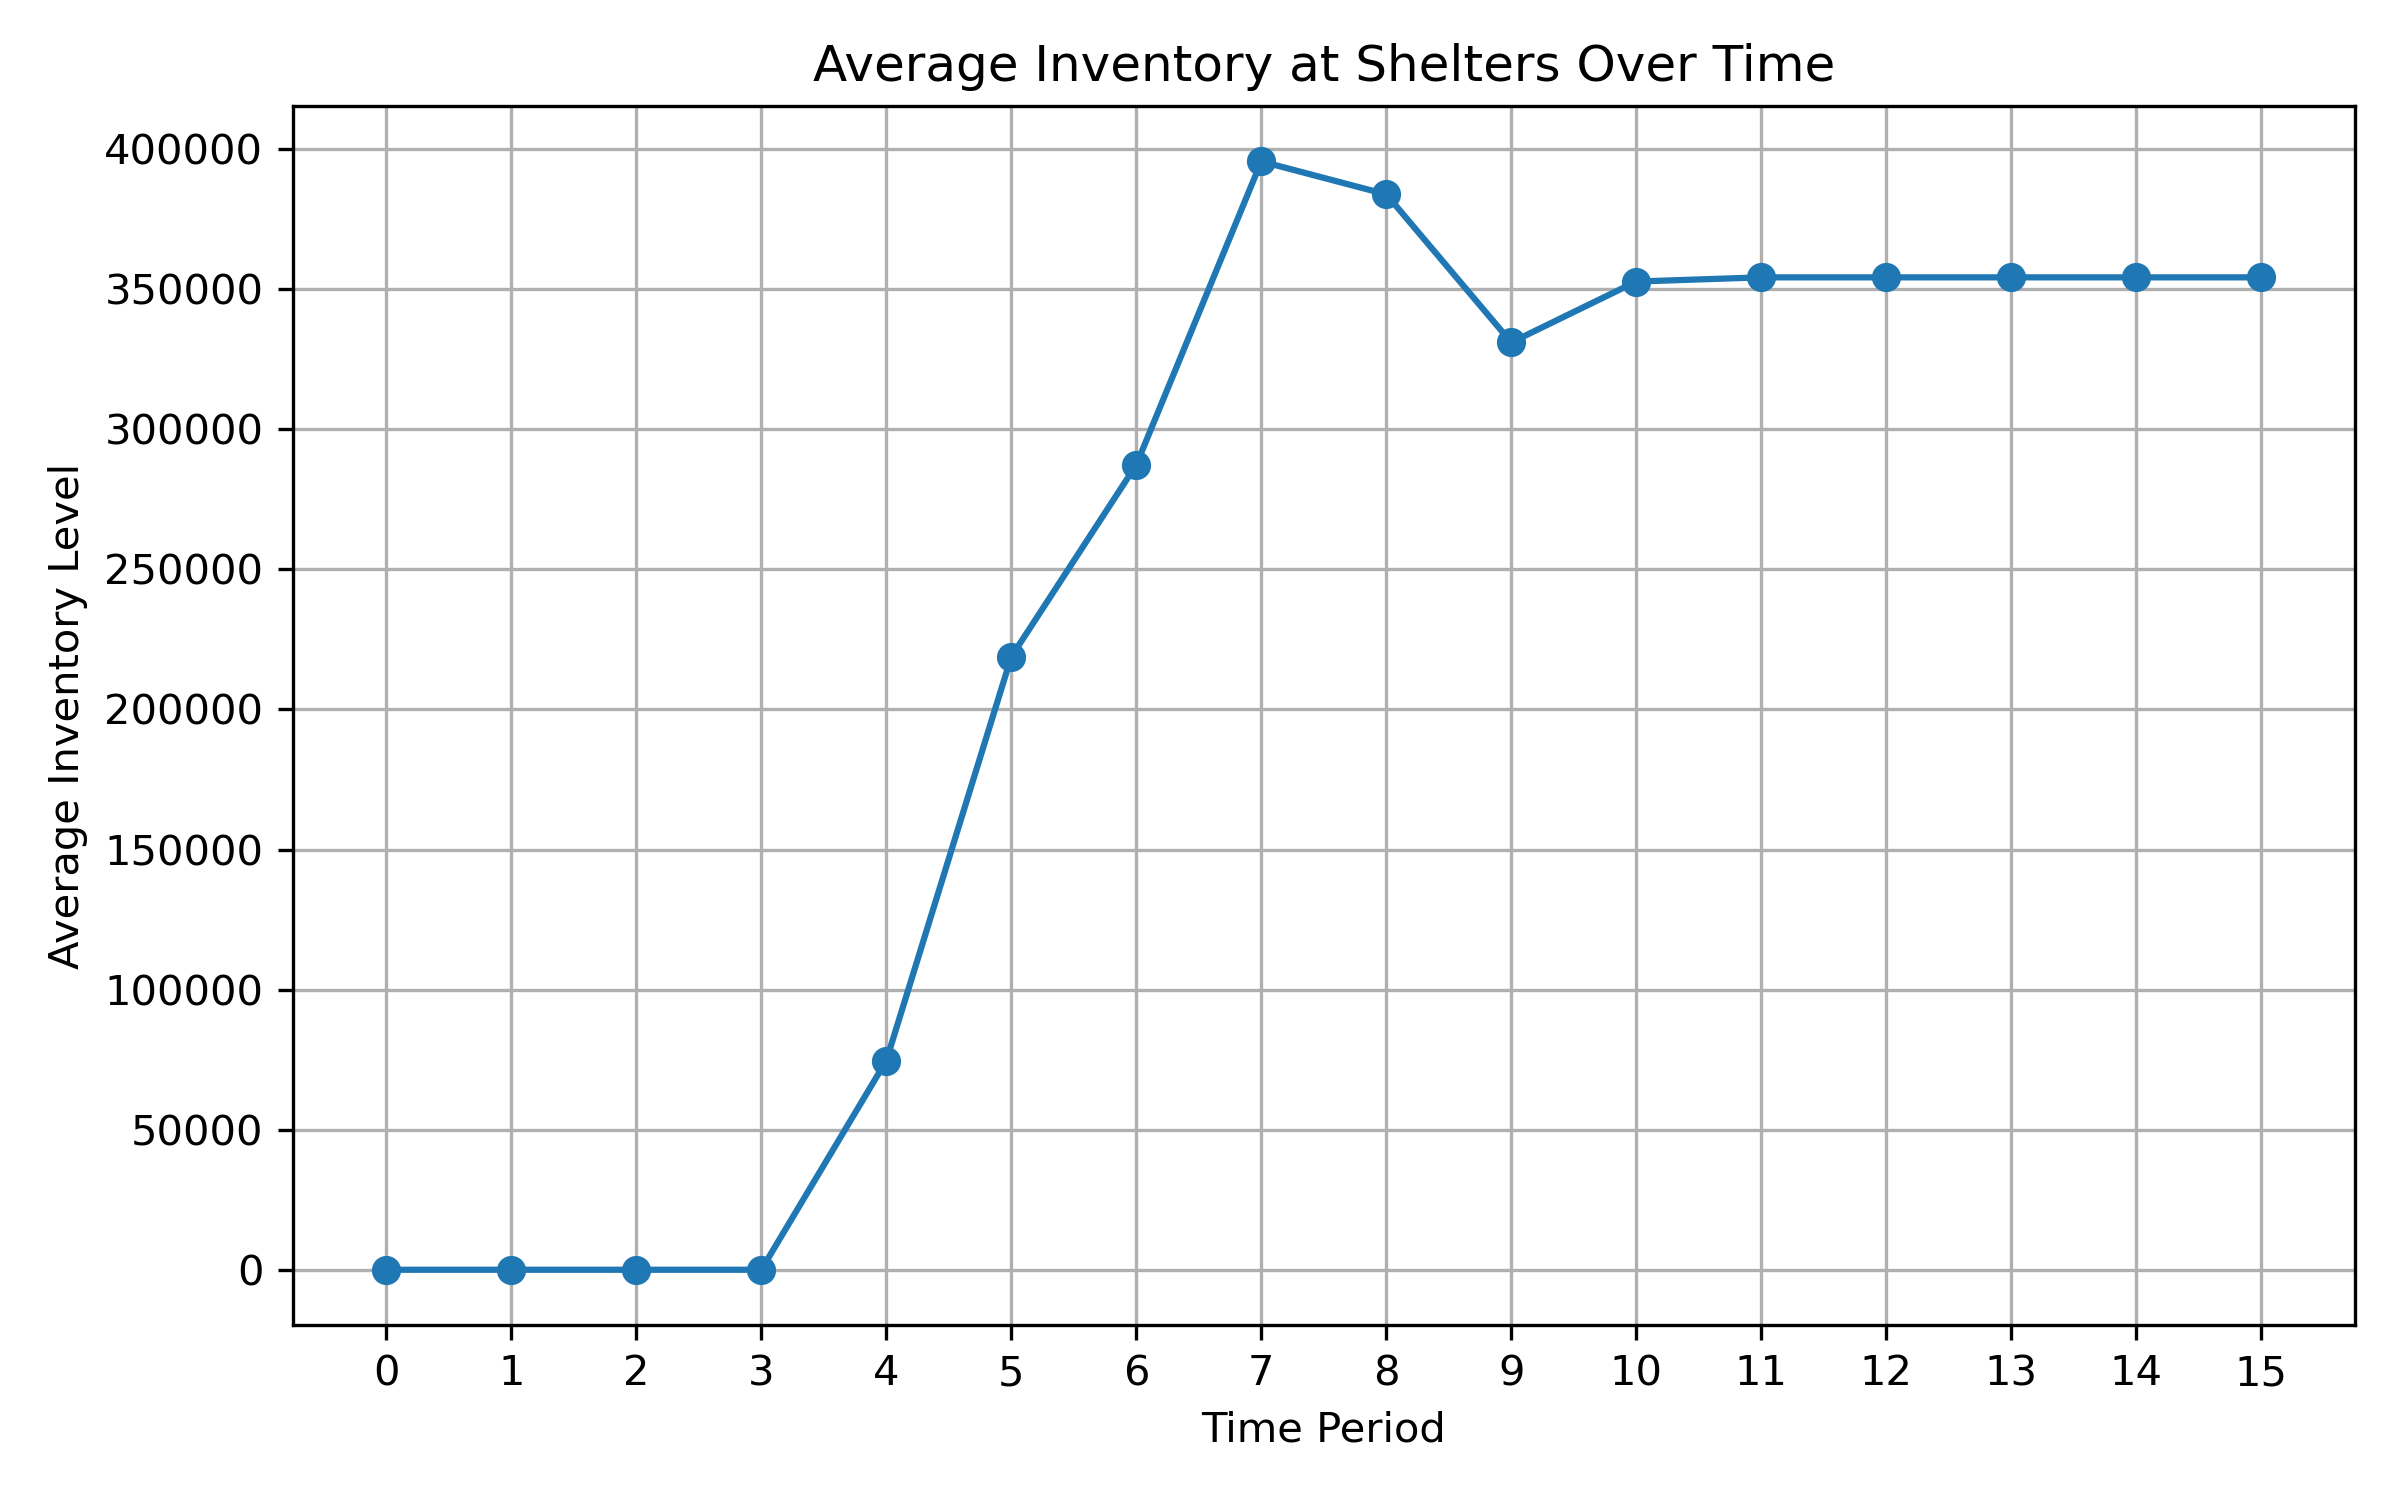 Average Inventory at Shelters Over Time
Average Inventory Level
400000
350000
300000
250000
200000
150000
100000
50000
0
0 1 2 3 4 5 6 7 8 9 10 11 12 13 14 15
Time Period